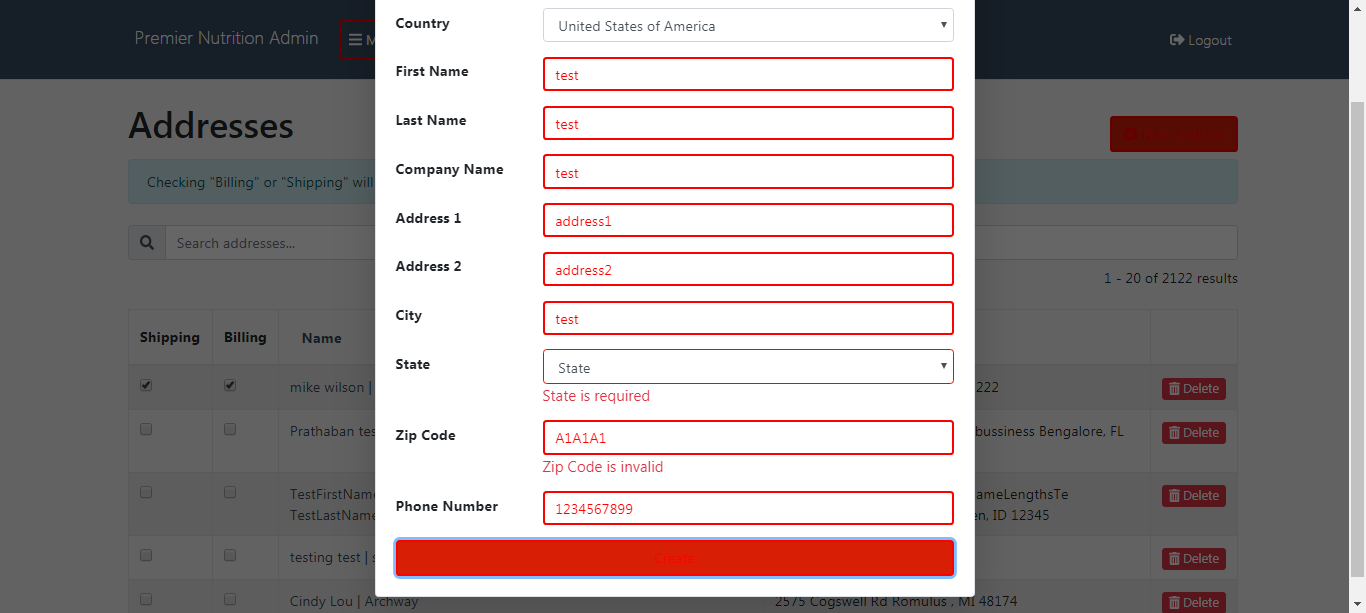 Premier Nutrition Admin
M
Logout
Addresses
Checking "Billing" or "Shipping" will
Search addresses...
1 - 20 of 2122 results
Shipping Billing Name
mike wilson | 222 Delete
Prathaban tes bussiness Bengalore, FL Delete
TestFirstName ameLengthsTe Delete
TestLastName en, ID 12345
testing test | s Delete
Cindy Lou | Archway 2575 Cogswell Rd Romulus , MI 48174 Delete
Country United States of America
First Name test
Last Name test
Company Name test
Address 1 address1
Address 2 address2
City test
State State
State is required
Zip Code A1A1A1
Zip Code is invalid
Phone Number 1234567899
Create